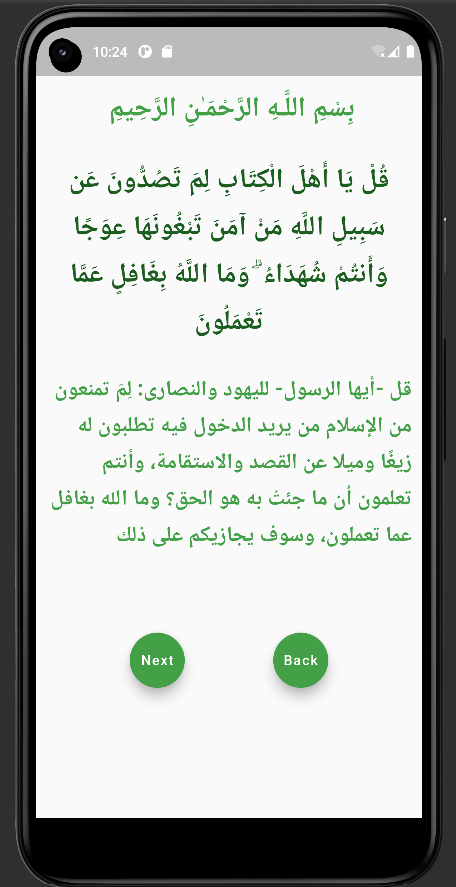 10:24
بِسْمِ اللَّـهِ الرَّحْمَـٰنِ الرَّحِيمِ
قُلْ يَا أَهْلَ الْكِتَابِ لِمَ تَصُدُّونَ عَن
سَبِيلِ اللَّهِ مَنْ آمَنَ تَبْغُونَهَا عِوَجًا
وَأَنتُمْ شُهَدَاءُ ۗ وَمَا اللَّهُ بِغَافِلٍ عَمَّا
تَعْمَلُونَ
قل -أيها الرسول- لليهود والنصارى: لِمَ تمنعون
من الإسلام من يريد الدخول فيه تطلبون له
زيغًا وميلا عن القصد والاستقامة، وأنتم
تعلمون أن ما جئتُ به هو الحق؟ وما الله بغافل
عما تعملون، وسوف يجازيكم على ذلك
Next
Back